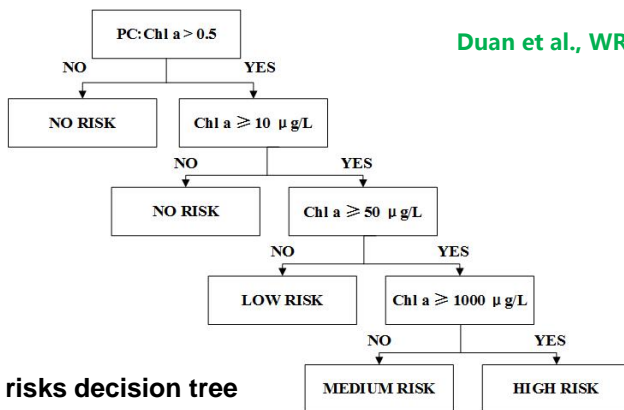 PC:Chl a > 0.5
Duan et al., WR
NO YES
NO RISK Chl a ≥ 10 μg/L
NO YES
NO RISK Chl a ≥ 50 μg/L
NO YES
LOW RISK Chl a ≥ 1000 μg/L
NO YES
risks decision tree MEDIUM RISK HIGH RISK